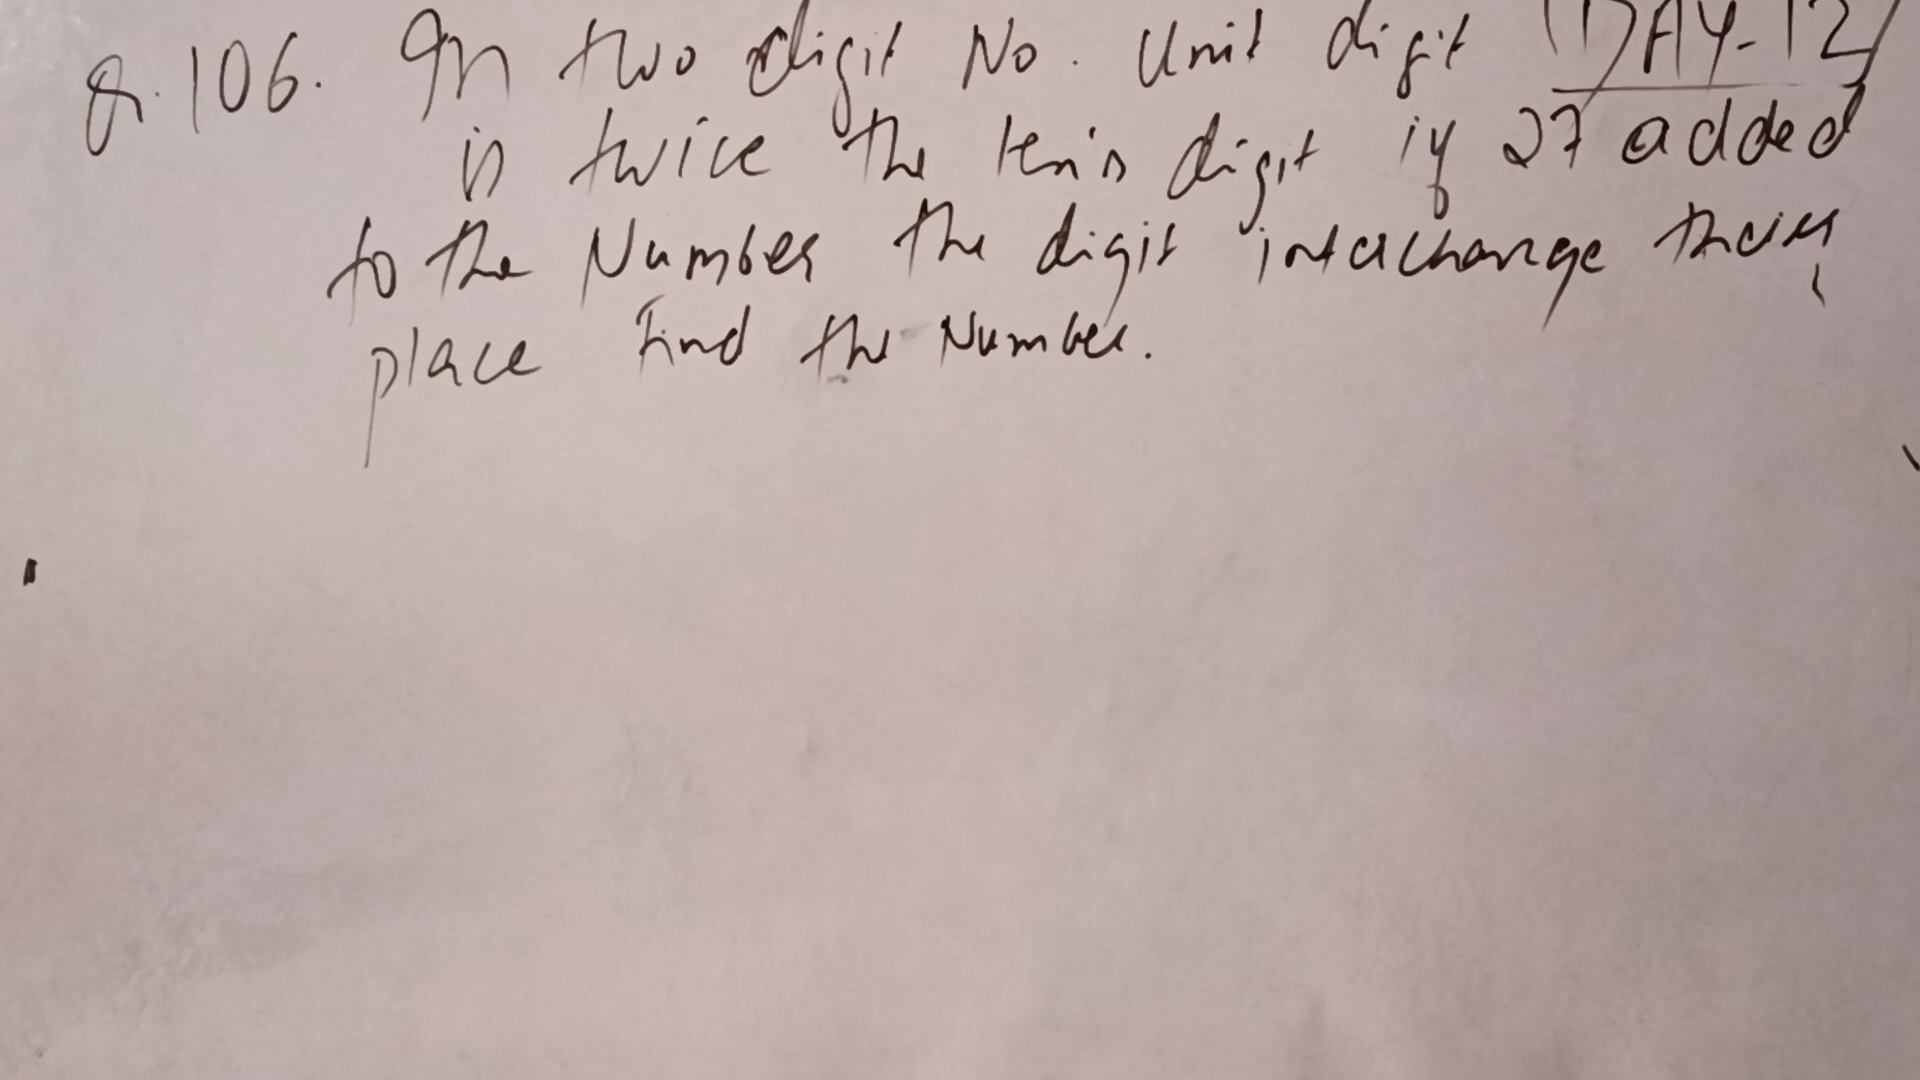 Q.106. In two digit No. Unit digit (DAY-12)
is twice the ten's digit if 27 added
to the Number the digit interchange their
place Find the Number.